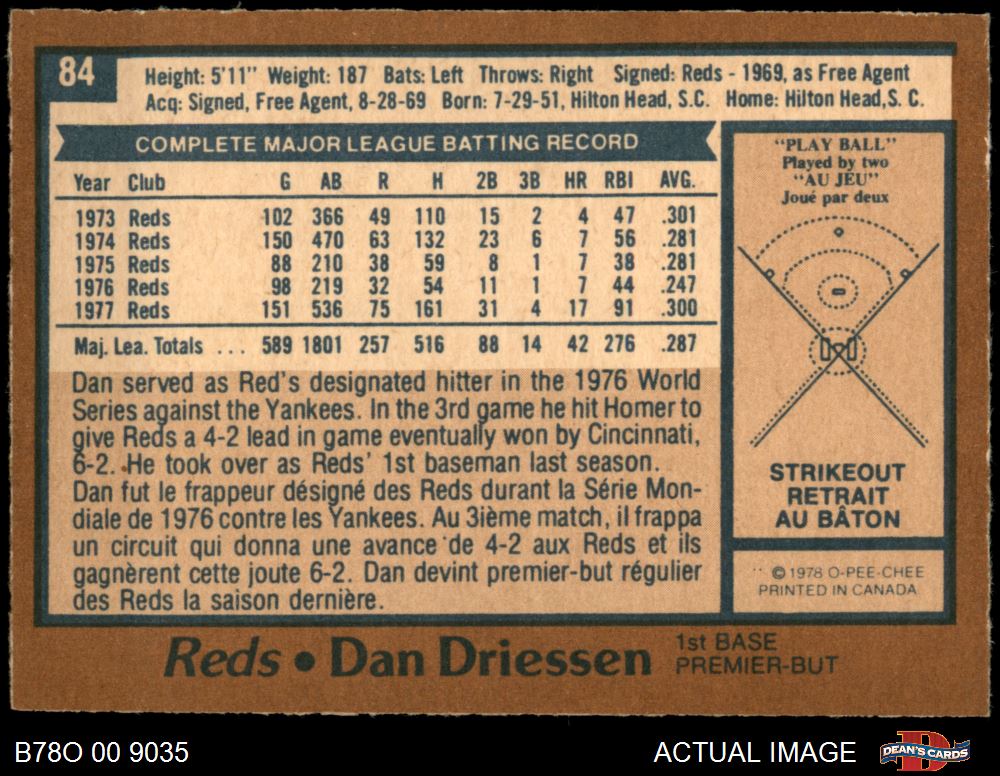 84
Height: 5'11" Weight: 187 Bats: Left Throws: Right Signed: Reds - 1969, as Free Agent
Acq: Signed, Free Agent, 8-28-69 Born: 7-29-51, Hilton Head, S.C. Home: Hilton Head, S. C.
COMPLETE MAJOR LEAGUE BATTING RECORD
Year Club G AB R H 2B 3B HR RBI AVG.
1973 Reds 102 366 49 110 15 2 4 47 .301
1974 Reds 150 470 63 132 23 6 7 56 .281
1975 Reds 88 210 38 59 8 1 7 38 .281
1976 Reds 98 219 32 54 11 1 7 44 .247
1977 Reds 151 536 75 161 31 4 17 91 .300
Maj. Lea. Totals ... 589 1801 257 516 88 14 42 276 .287
Dan served as Red's designated hitter in the 1976 World
Series against the Yankees. In the 3rd game he hit Homer to
give Reds a 4-2 lead in game eventually won by Cincinnati,
6-2. He took over as Reds' 1st baseman last season.
Dan fut le frappeur désigné des Reds durant la Série Mon-
diale de 1976 contre les Yankees. Au 3ième match, il frappa
un circuit qui donna une avance de 4-2 aux Reds et ils
gagnèrent cette joute 6-2. Dan devint premier-but régulier
des Reds la saison dernière.
"PLAY BALL"
Played by two
"AU JEU"
Joué par deux
STRIKEOUT
RETRAIT
AU BÂTON
© 1978 O-PEE-CHEE
PRINTED IN CANADA
Reds • Dan Driessen
1st BASE
PREMIER-BUT
B78O 00 9035
ACTUAL IMAGE
DEAN'S CARDS